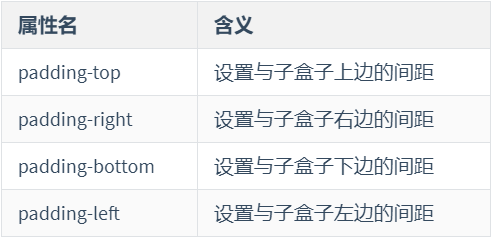 属性名 含义
padding-top 设置与子盒子上边的间距
padding-right 设置与子盒子右边的间距
padding-bottom 设置与子盒子下边的间距
padding-left 设置与子盒子左边的间距